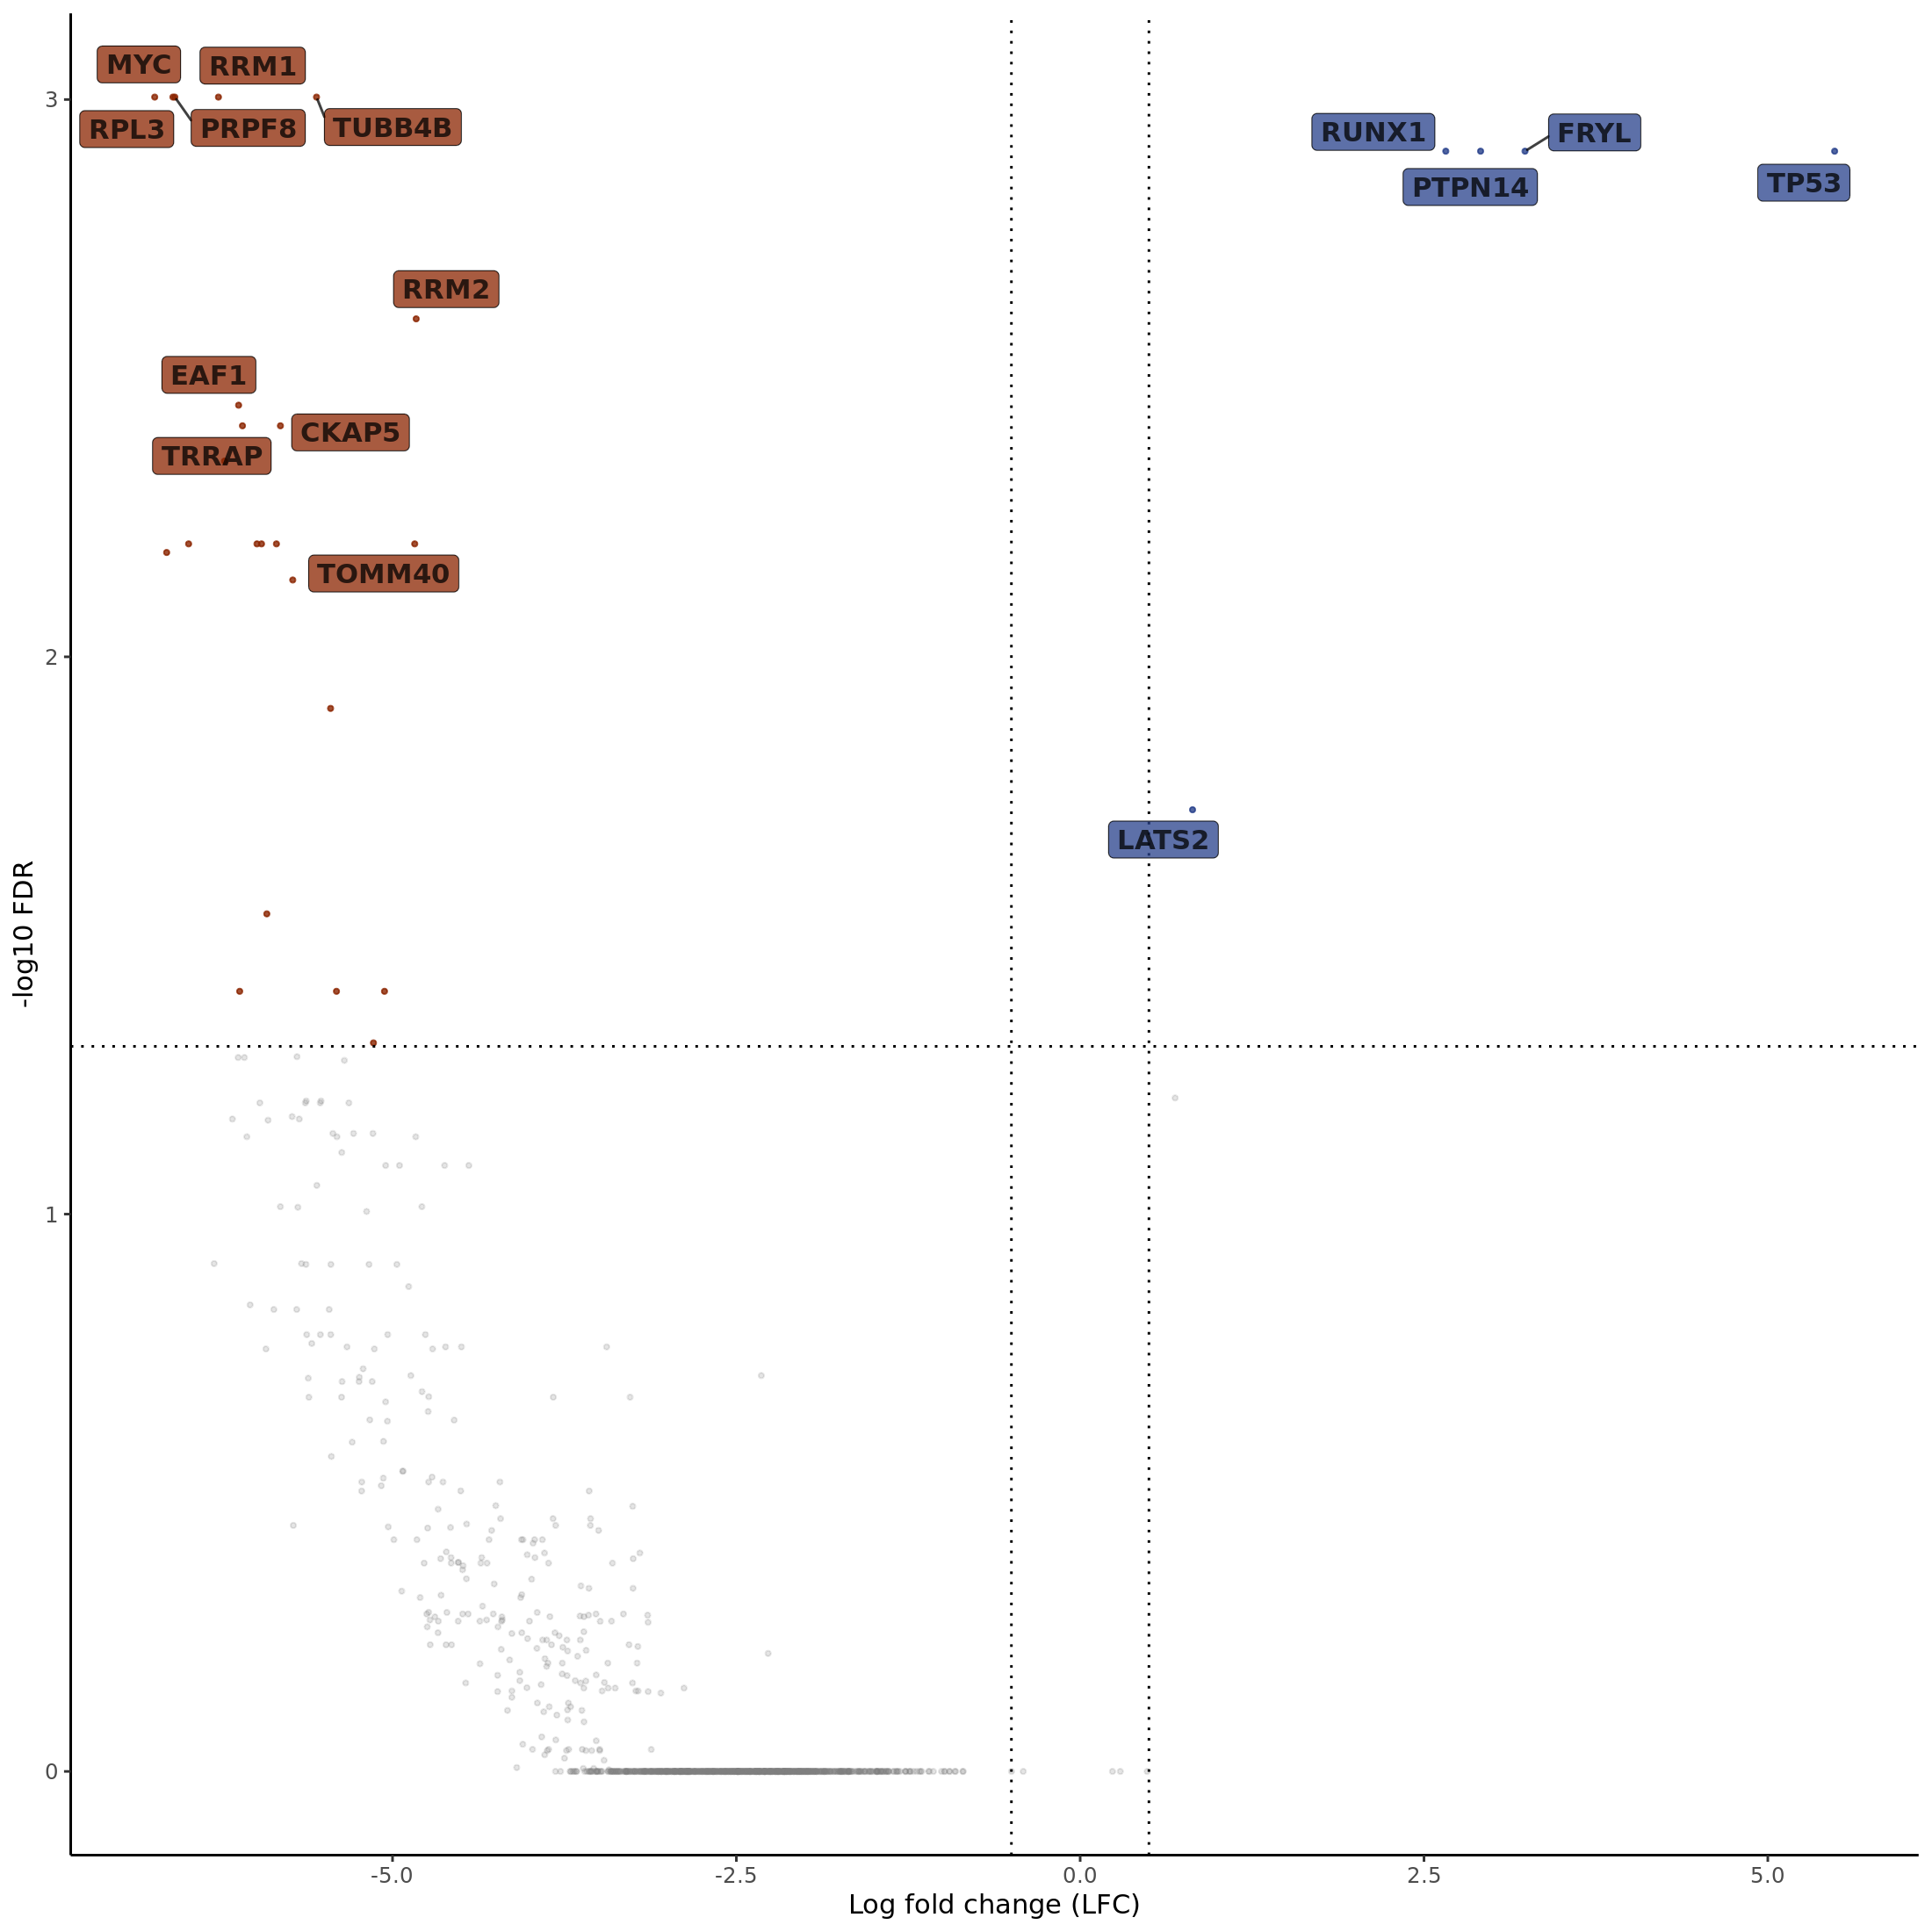 MYC
RRM1
3
RPL3
PRPF8
TUBB4B
RUNX1
FRYL
PTPN14
TP53
RRM2
EAF1
CKAP5
TRRAP
TOMM40
2
LATS2
-log10 FDR
1
0
-5.0
-2.5
0.0
2.5
5.0
Log fold change (LFC)